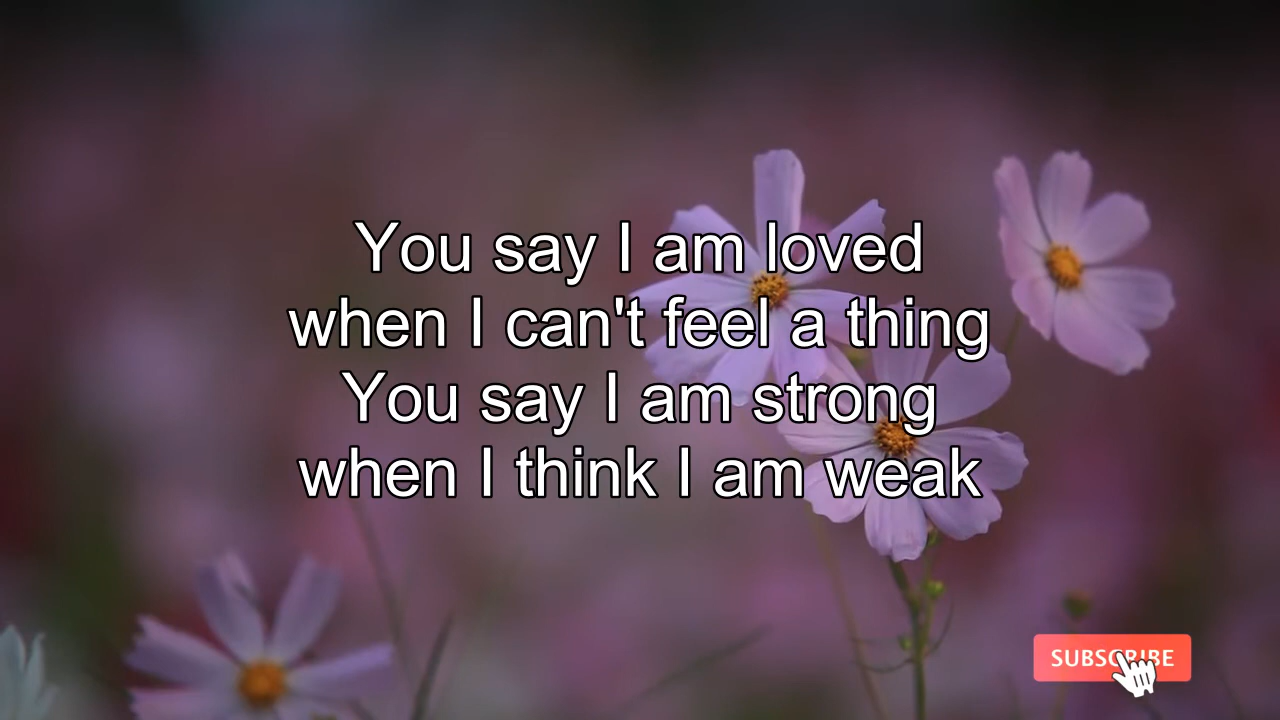 You say I am loved
when I can't feel a thing
You say I am strong
when I think I am weak
SUBSCRIBE